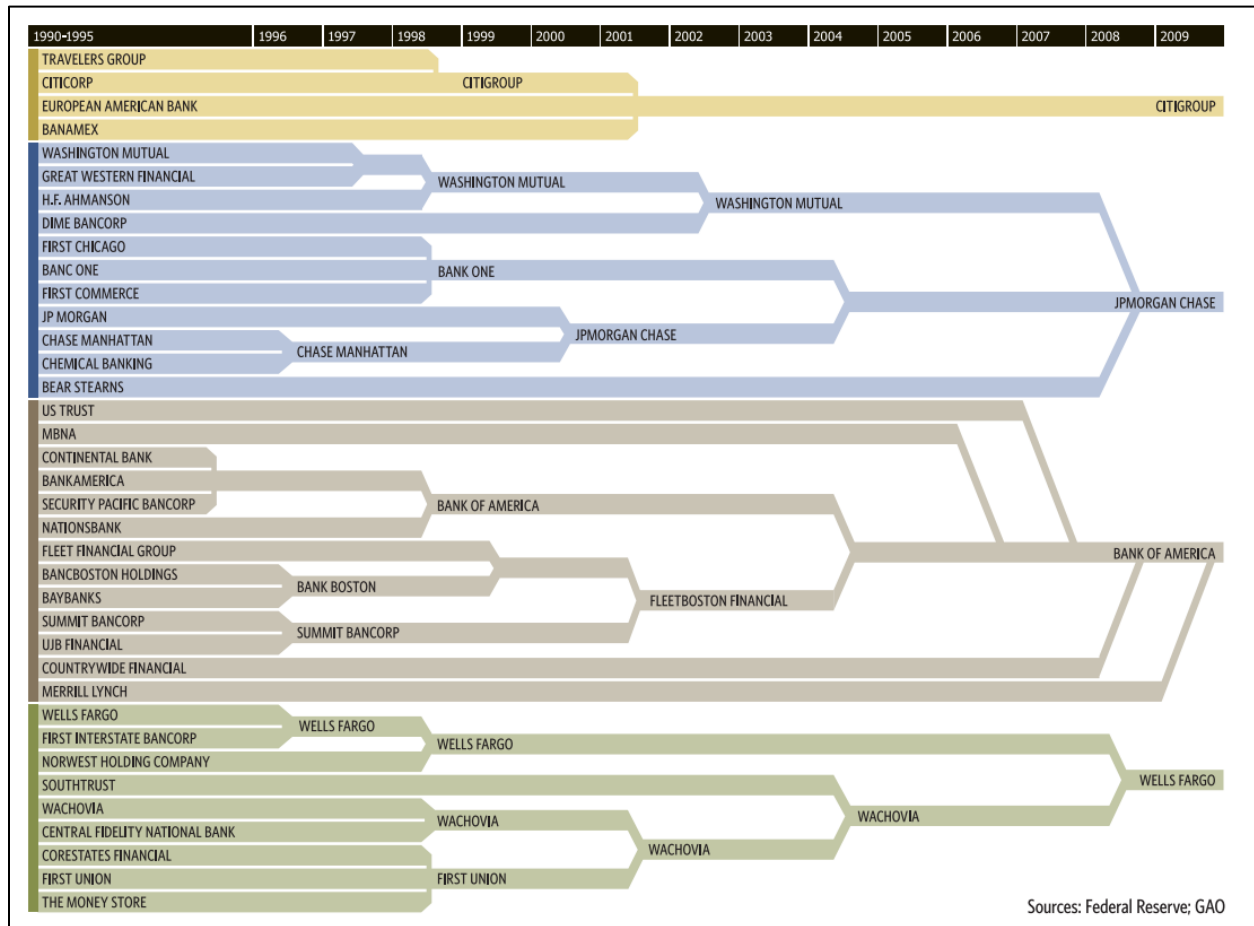 1990-1995 1996 1997 1998 1999 2000 2001 2002 2003 2004 2005 2006 2007 2008 2009
TRAVELERS GROUP
CITICORP CITIGROUP
EUROPEAN AMERICAN BANK CITIGROUP
BANAMEX
WASHINGTON MUTUAL
GREAT WESTERN FINANCIAL WASHINGTON MUTUAL
H.F. AHMANSON WASHINGTON MUTUAL
DIME BANCORP
FIRST CHICAGO
BANC ONE BANK ONE
FIRST COMMERCE JPMORGAN CHASE
JP MORGAN JPMORGAN CHASE
CHASE MANHATTAN CHASE MANHATTAN
CHEMICAL BANKING
BEAR STEARNS
US TRUST
MBNA
CONTINENTAL BANK
BANKAMERICA
SECURITY PACIFIC BANCORP BANK OF AMERICA
NATIONSBANK
FLEET FINANCIAL GROUP BANK OF AMERICA
BANCBOSTON HOLDINGS BANK BOSTON
BAYBANKS FLEETBOSTON FINANCIAL
SUMMIT BANCORP SUMMIT BANCORP
UJB FINANCIAL
COUNTRYWIDE FINANCIAL
MERRILL LYNCH
WELLS FARGO WELLS FARGO
FIRST INTERSTATE BANCORP WELLS FARGO
NORWEST HOLDING COMPANY
SOUTHTRUST WELLS FARGO
WACHOVIA WACHOVIA WACHOVIA
CENTRAL FIDELITY NATIONAL BANK
CORESTATES FINANCIAL WACHOVIA
FIRST UNION FIRST UNION
THE MONEY STORE
Sources: Federal Reserve; GAO